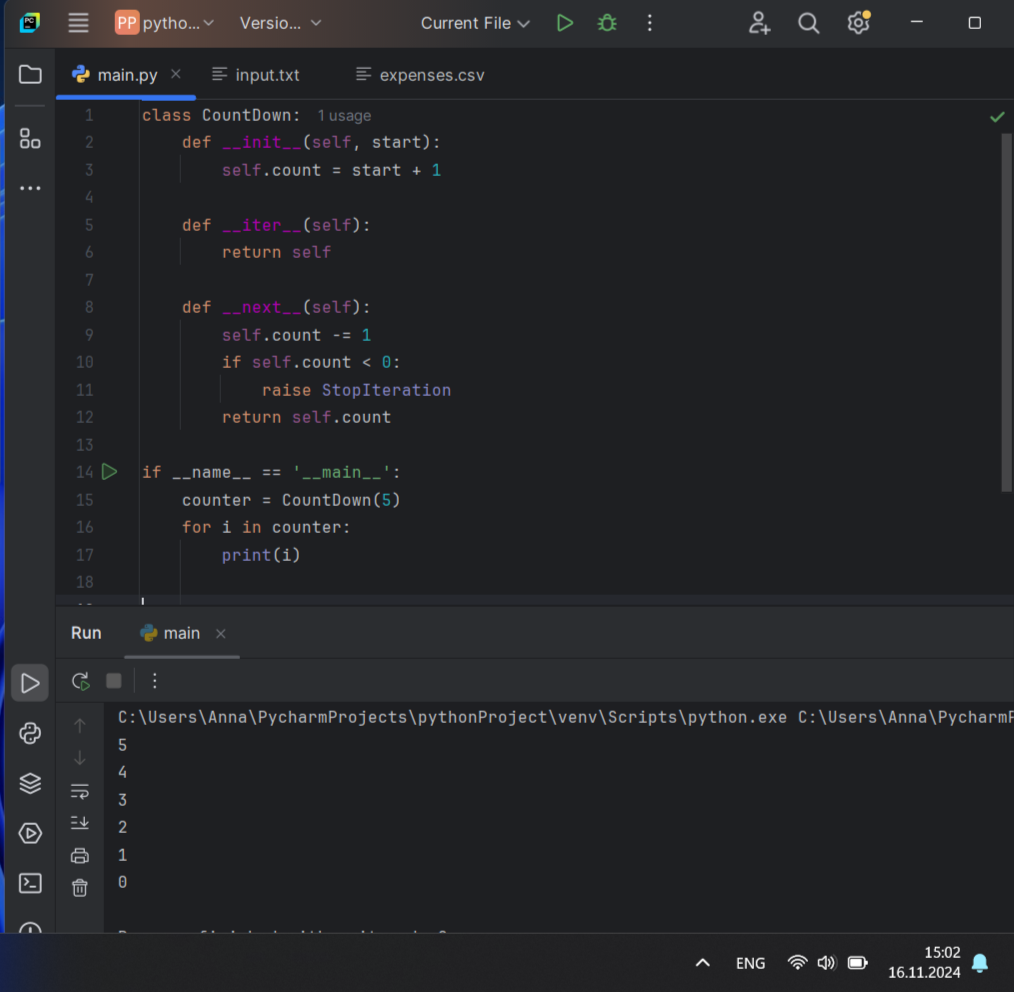 PC PP pytho... Versio... Current File
main.py input.txt expenses.csv
1 class CountDown: 1 usage
2 def __init__(self, start):
3 self.count = start + 1
4
5 def __iter__(self):
6 return self
7
8 def __next__(self):
9 self.count -= 1
10 if self.count < 0:
11 raise StopIteration
12 return self.count
13
14 if __name__ == '__main__':
15 counter = CountDown(5)
16 for i in counter:
17 print(i)
18
Run main
C:\Users\Anna\PycharmProjects\pythonProject\venv\Scripts\python.exe C:\Users\Anna\PycharmP
5
4
3
2
1
0
ENG 15:02
16.11.2024